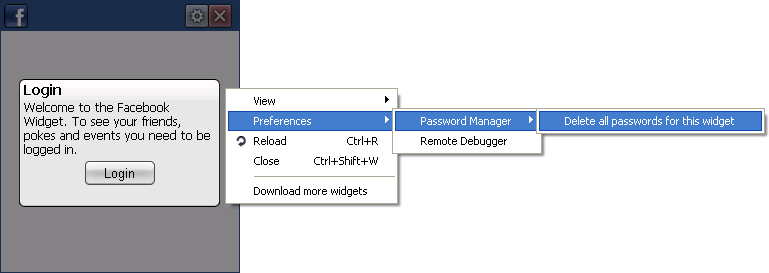 f
Login
Welcome to the Facebook
Widget. To see your friends,
pokes and events you need to be
logged in.
Login
View
Preferences
Reload Ctrl+R
Close Ctrl+Shift+W
Download more widgets
Password Manager
Remote Debugger
Delete all passwords for this widget